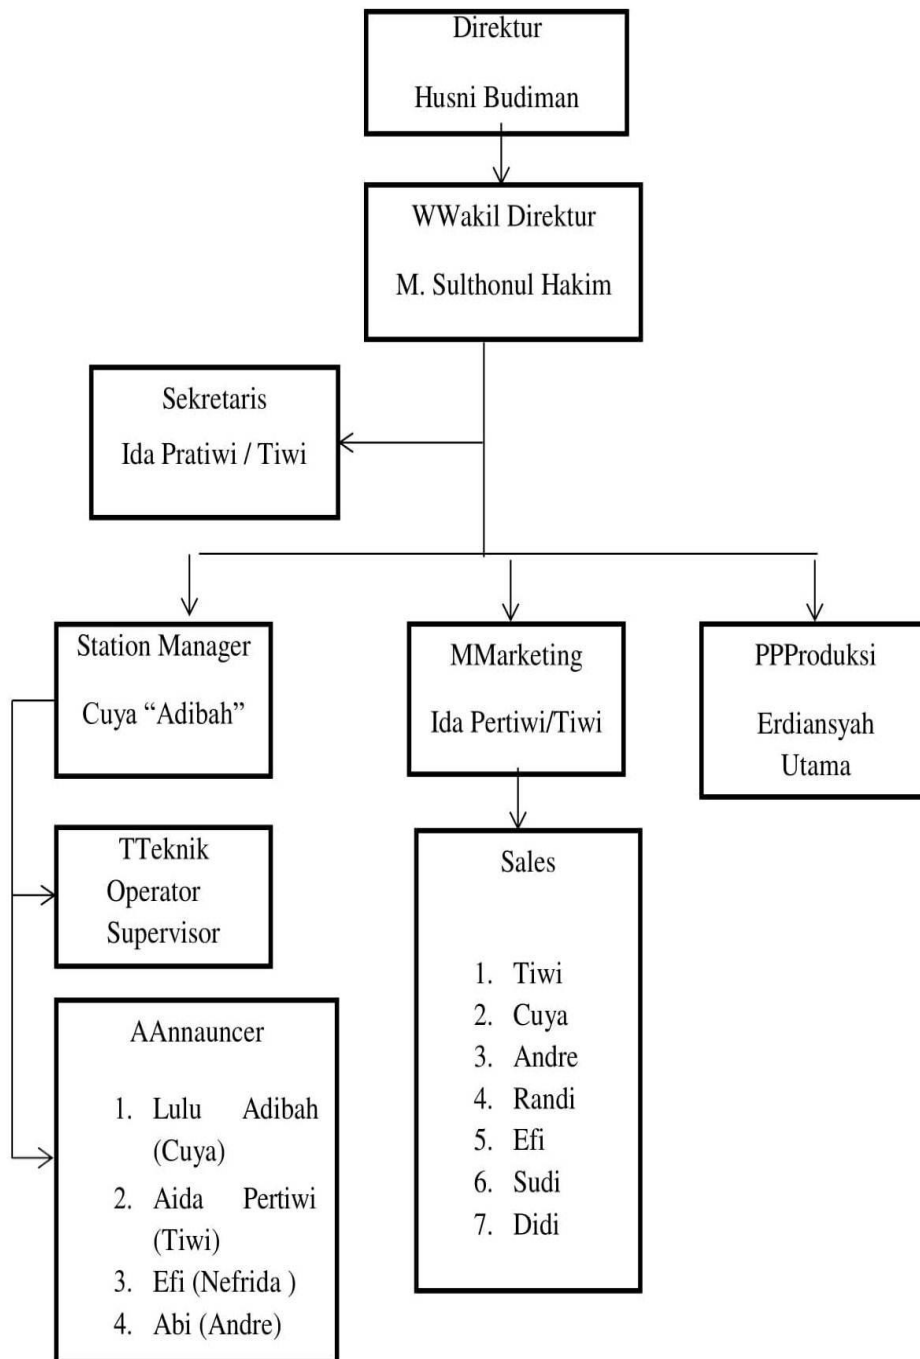 Direktur
Husni Budiman
WWakil Direktur
M. Sulthonul Hakim
Sekretaris
Ida Pratiwi / Tiwi
Station Manager
Cuya “Adibah”
MMarketing
Ida Pertiwi/Tiwi
PPProduksi
Erdiansyah
Utama
TTeknik
Operator
Supervisor
Sales
1. Tiwi
2. Cuya
3. Andre
4. Randi
5. Efi
6. Sudi
7. Didi
AAnnauncer
1. Lulu Adibah
(Cuya)
2. Aida Pertiwi
(Tiwi)
3. Efi (Nefrida )
4. Abi (Andre)